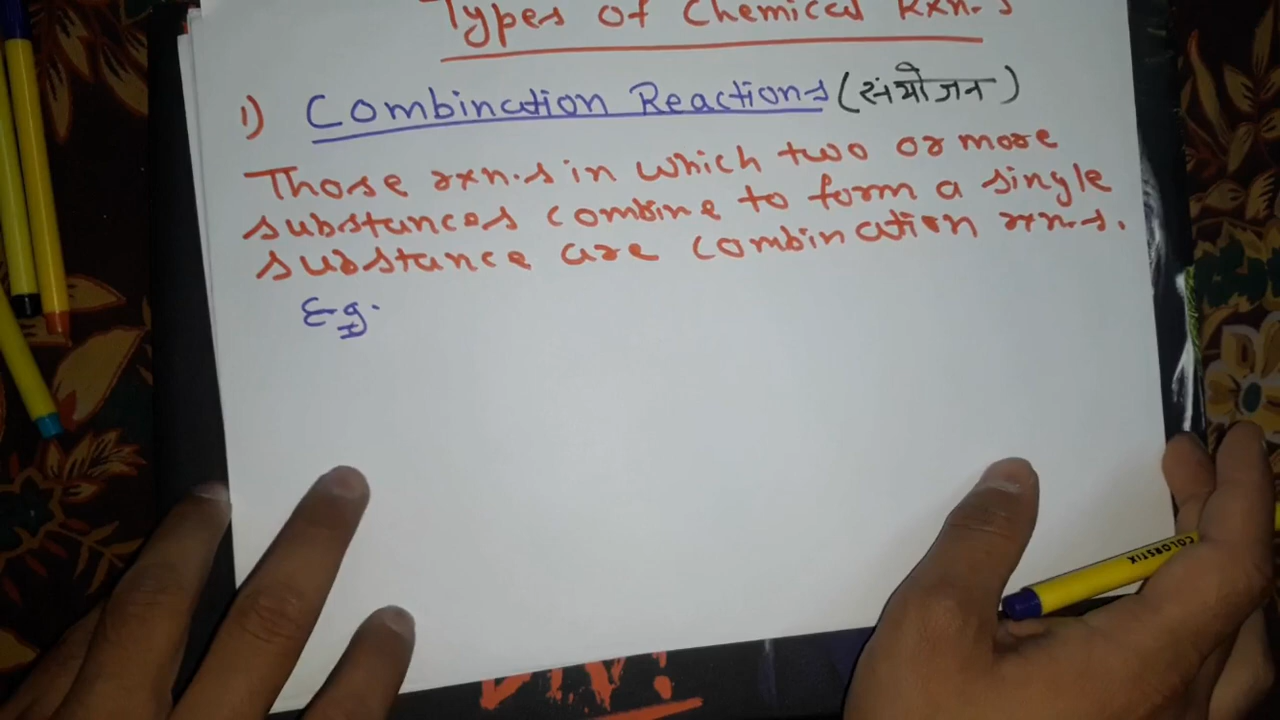 Types of Chemical Rxn.s
1) Combination Reactions (संयोजन)
Those rxn.s in which two or more
substances combine to form a single
substance are combination rxn.s.
Eg.
COLORSTIX